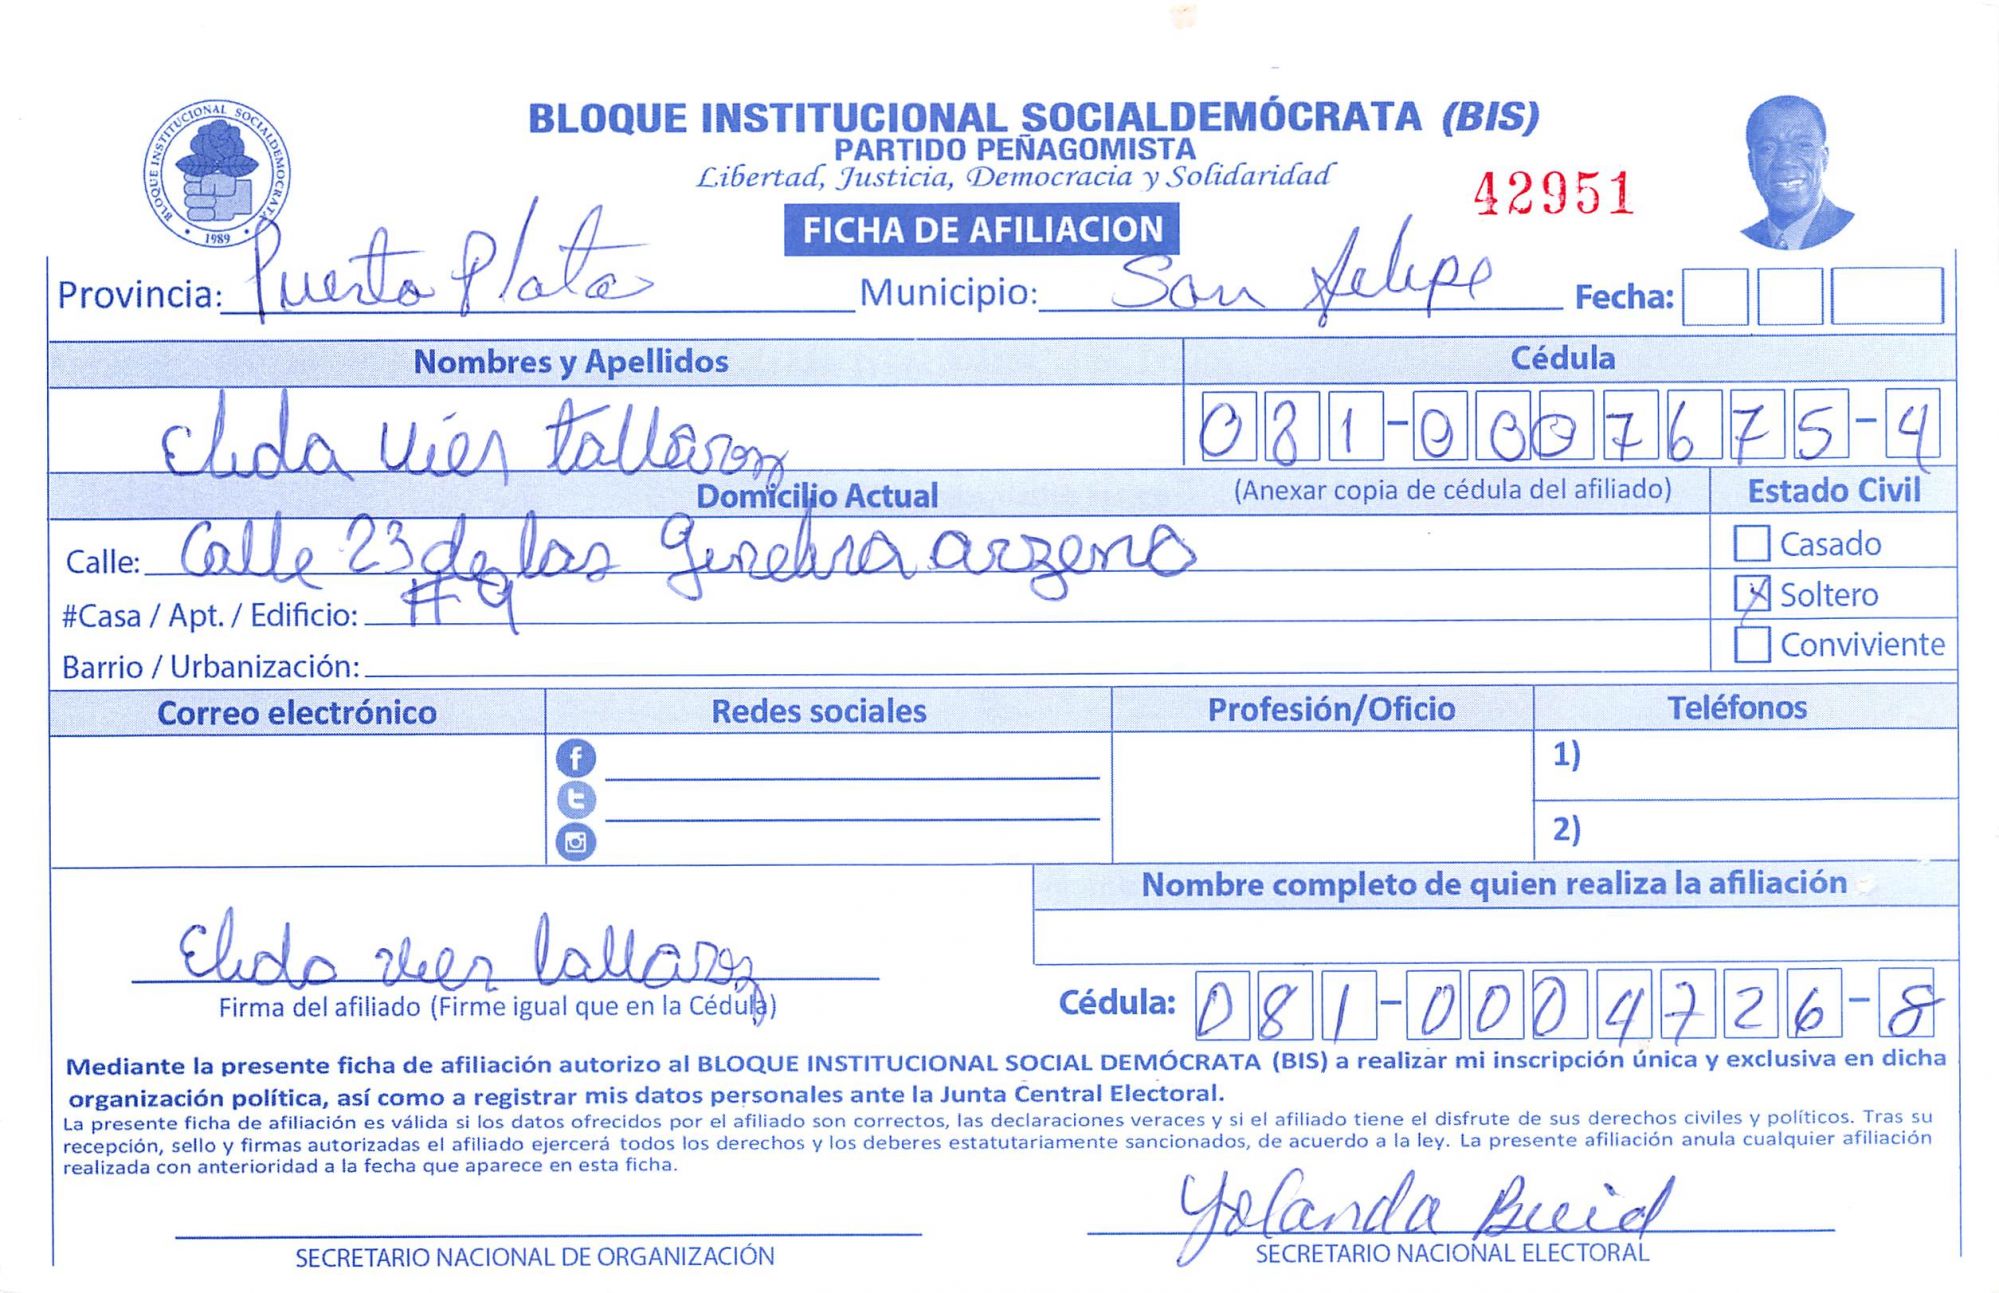 BLOQUE INSTITUCIONAL SOCIALDEMOCRATA
1989
BLOQUE INSTITUCIONAL SOCIALDEMÓCRATA (BIS)
PARTIDO PEÑAGOMISTA
Libertad, Justicia, Democracia y Solidaridad
42951
FICHA DE AFILIACION
Provincia: Puerto Plata Municipio: San Felipe Fecha:
Nombres y Apellidos Cédula
Elida 081-0007675-4
Domicilio Actual (Anexar copia de cédula del afiliado) Estado Civil
Calle: Calle 23 de las Ginebra arzeno Casado
#Casa / Apt. / Edificio: #9 Soltero
Barrio / Urbanización: Conviviente
Correo electrónico Redes sociales Profesión/Oficio Teléfonos
1)
2)
Nombre completo de quien realiza la afiliación
Elida
Firma del afiliado (Firme igual que en la Cédula) Cédula: 081-0004726-8
Mediante la presente ficha de afiliación autorizo al BLOQUE INSTITUCIONAL SOCIAL DEMÓCRATA (BIS) a realizar mi inscripción única y exclusiva en dicha
organización política, así como a registrar mis datos personales ante la Junta Central Electoral.
La presente ficha de afiliación es válida si los datos ofrecidos por el afiliado son correctos, las declaraciones veraces y si el afiliado tiene el disfrute de sus derechos civiles y políticos. Tras su
recepción, sello y firmas autorizadas el afiliado ejercerá todos los derechos y los deberes estatutariamente sancionados, de acuerdo a la ley. La presente afiliación anula cualquier afiliación
realizada con anterioridad a la fecha que aparece en esta ficha.
Yolanda
SECRETARIO NACIONAL DE ORGANIZACIÓN SECRETARIO NACIONAL ELECTORAL